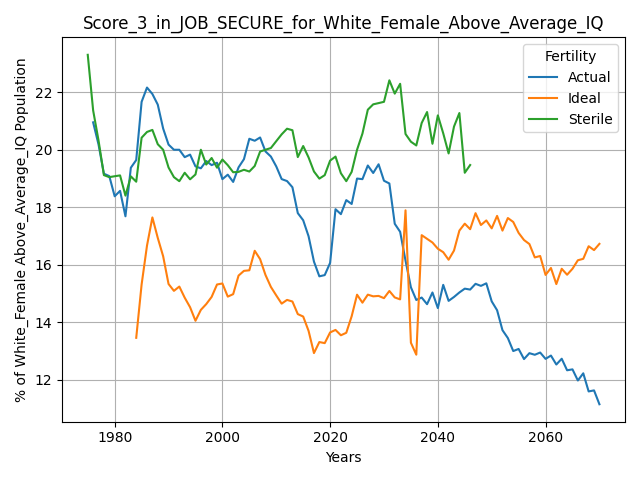 Score_3_in_JOB_SECURE_for_White_Female_Above_Average_IQ
% of White_Female Above_Average_IQ Population
22
20
18
16
14
12
Fertility
Actual
Ideal
Sterile
1980 2000 2020 2040 2060
Years